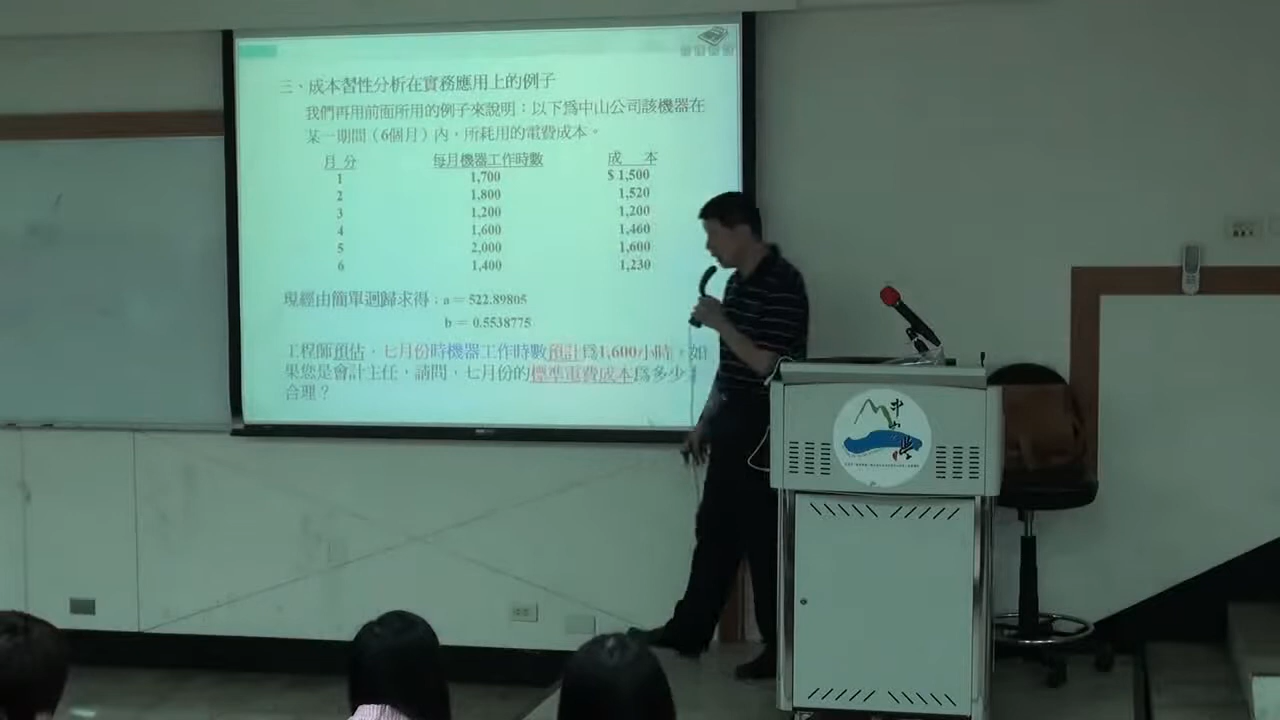 三、成本習性分析在實務應用上的例子
我們再用前面所用的例子來說明：以下為中山公司該機器在
某一期間（6個月）內，所耗用的電費成本。
月 分 每月機器工作時數 成 本
1 1,700 $ 1,500
2 1,800 1,520
3 1,200 1,200
4 1,600 1,460
5 2,000 1,600
6 1,400 1,230
現經由簡單迴歸求得：a = 522.89805
b = 0.5538775
工程師預估，七月份時機器工作時數預計為1,600小時，如
果您是會計主任，請問，七月份的標準電費成本為多少
合理？
中
山
興